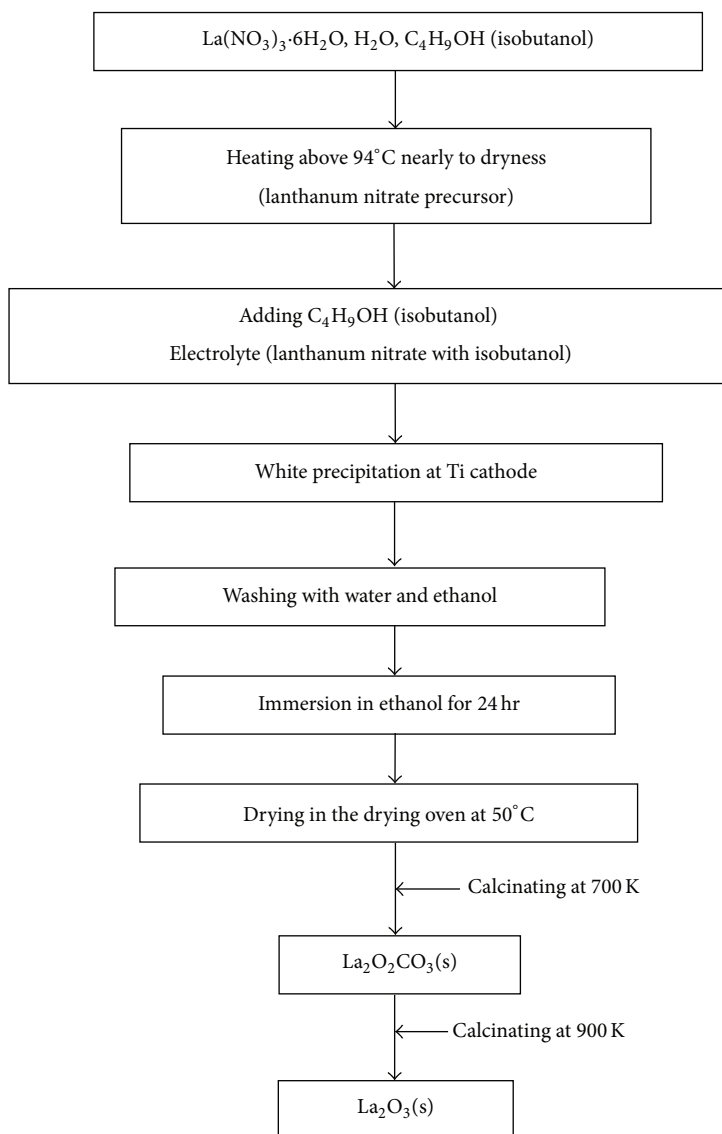 La(NO₃)₃·6H₂O, H₂O, C₄H₉OH (isobutanol)
Heating above 94°C nearly to dryness
(lanthanum nitrate precursor)
Adding C₄H₉OH (isobutanol)
Electrolyte (lanthanum nitrate with isobutanol)
White precipitation at Ti cathode
Washing with water and ethanol
Immersion in ethanol for 24 hr
Drying in the drying oven at 50°C
Calcinating at 700 K
La₂O₂CO₃(s)
Calcinating at 900 K
La₂O₃(s)